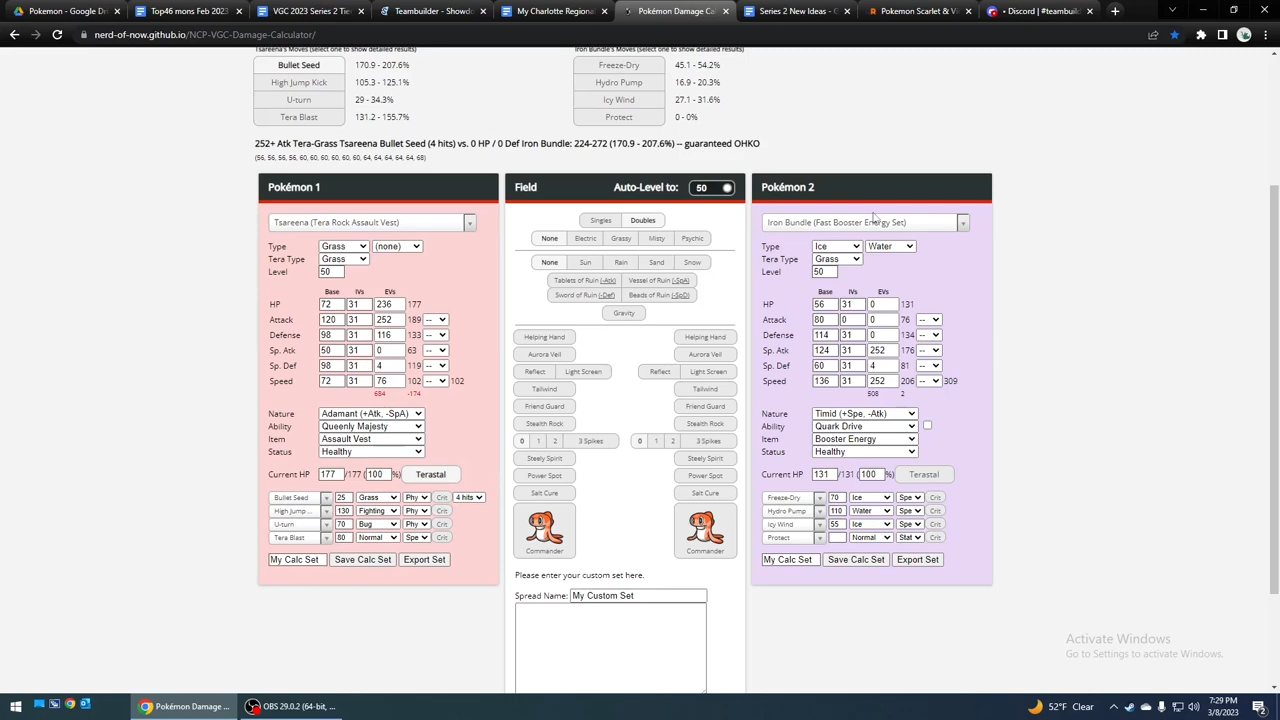 Pokemon - Google D
Top46 mons Feb 2023
VGC 2023 Tournament
Teambuilder - Showdo
My Charlotte Regional
Pokémon Damage Calc
Series 2 New Ideas
Pokemon Scarlet & Vi
Discord | #teambuil
nerd-of-now.github.io/NCP-VGC-Damage-Calculator/
Tsareena's Moves (select one to show detailed results)
Iron Bundle's Moves (select one to show detailed results)
Bullet Seed 170.9 - 207.6%
Freeze-Dry 45.1 - 54.2%
High Jump Kick 105.3 - 125.1%
Hydro Pump 16.9 - 20.3%
U-turn 29 - 34.3%
Icy Wind 27.1 - 31.6%
Tera Blast 131.2 - 155.7%
Protect 0 - 0%
252+ Atk Tera-Grass Tsareena Bullet Seed (4 hits) vs. 0 HP / 0 Def Iron Bundle: 224-272 (170.9 - 207.6%) -- guaranteed OHKO
(56, 56, 56, 56, 60, 60, 60, 60, 60, 60, 64, 64, 64, 64, 64, 68)
Pokémon 1
Tsareena (Tera Rock Assault Vest)
Type Grass (none)
Tera Type Grass
Level 50
Base IVs EVs
HP 72 31 236 177
Attack 120 31 252 189 --
Defense 98 31 116 133 --
Sp. Atk 50 31 0 63 --
Sp. Def 98 31 4 119 --
Speed 72 31 76 102 -- 102
684 -174
Nature Adamant (+Atk, -SpA)
Ability Queenly Majesty
Item Assault Vest
Status Healthy
Current HP 177 /177 (100 %) Terastal
Bullet Seed 25 Grass Phy Crit 4 hits
High Jump 130 Fighting Phy Crit
U-turn 70 Bug Phy Crit
Tera Blast 80 Normal Spe Crit
My Calc Set Save Calc Set Export Set
Field Auto-Level to: 50
Singles Doubles
None Electric Grassy Misty Psychic
None Sun Rain Sand Snow
Tablets of Ruin (-Atk) Vessel of Ruin (-SpA)
Sword of Ruin (-Def) Beads of Ruin (-SpD)
Gravity
Helping Hand Helping Hand
Aurora Veil Aurora Veil
Reflect Light Screen Reflect Light Screen
Tailwind Tailwind
Friend Guard Friend Guard
Stealth Rock Stealth Rock
0 1 2 3 Spikes 0 1 2 3 Spikes
Steely Spirit Steely Spirit
Power Spot Power Spot
Salt Cure Salt Cure
Commander Commander
Please enter your custom set here.
Spread Name: My Custom Set
Pokémon 2
Iron Bundle (Fast Booster Energy Set)
Type Ice Water
Tera Type Grass
Level 50
Base IVs EVs
HP 56 31 0 131
Attack 80 0 0 76 --
Defense 114 31 0 134 --
Sp. Atk 124 31 252 176 --
Sp. Def 60 31 4 81 --
Speed 136 31 252 206 -- 309
508 2
Nature Timid (+Spe, -Atk)
Ability Quark Drive
Item Booster Energy
Status Healthy
Current HP 131 /131 (100 %) Terastal
Freeze-Dry 70 Ice Spe Crit
Hydro Pump 110 Water Spe Crit
Icy Wind 55 Ice Spe Crit
Protect Normal Stat Crit
My Calc Set Save Calc Set Export Set
Activate Windows
Go to Settings to activate Windows.
Pokémon Damage ...
OBS 29.0.2 (64-bit, ...
52°F Clear
7:29 PM
3/8/2023